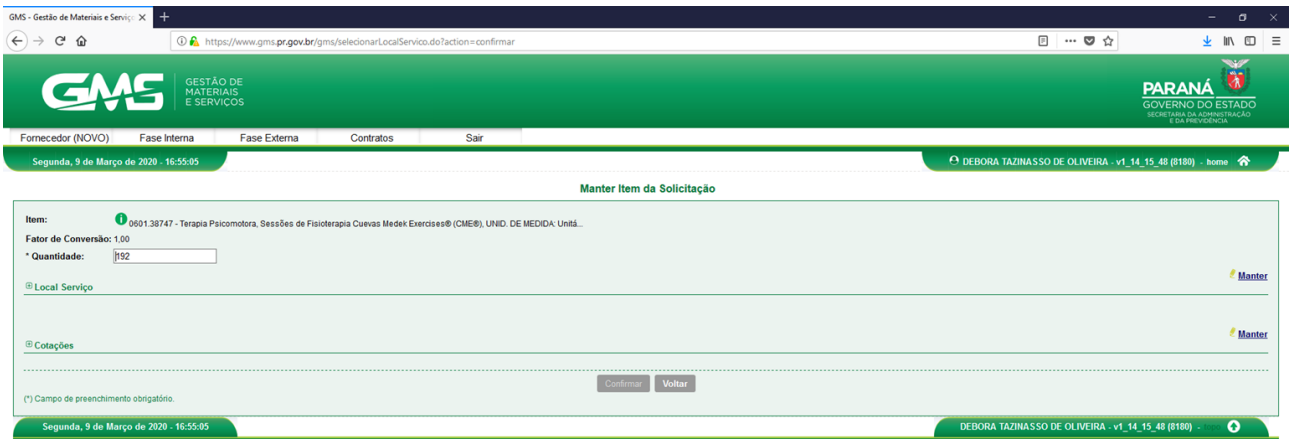 GMS - Gestão de Materiais e Serviç
https://www.gms.pr.gov.br/gms/selecionarLocalServico.do?action=confirmar
GMS
GESTÃO DE
MATERIAIS
E SERVIÇOS
PARANÁ
GOVERNO DO ESTADO
SECRETARIA DA ADMINISTRAÇÃO
E DA PREVIDÊNCIA
Fornecedor (NOVO) Fase Interna Fase Externa Contratos Sair
Segunda, 9 de Março de 2020 - 16:55:05 DEBORA TAZINASSO DE OLIVEIRA - v1_14_15_48 (8180) - home
Manter Item da Solicitação
Item: 0601.38747 - Terapia Psicomotora, Sessões de Fisioterapia Cuevas Medek Exercises® (CME®), UNID. DE MEDIDA: Unitá...
Fator de Conversão: 1,00
* Quantidade: 192
Manter
Local Serviço
Manter
Cotações
Confirmar Voltar
(*) Campo de preenchimento obrigatório.
Segunda, 9 de Março de 2020 - 16:55:05 DEBORA TAZINASSO DE OLIVEIRA - v1_14_15_48 (8180) - topo